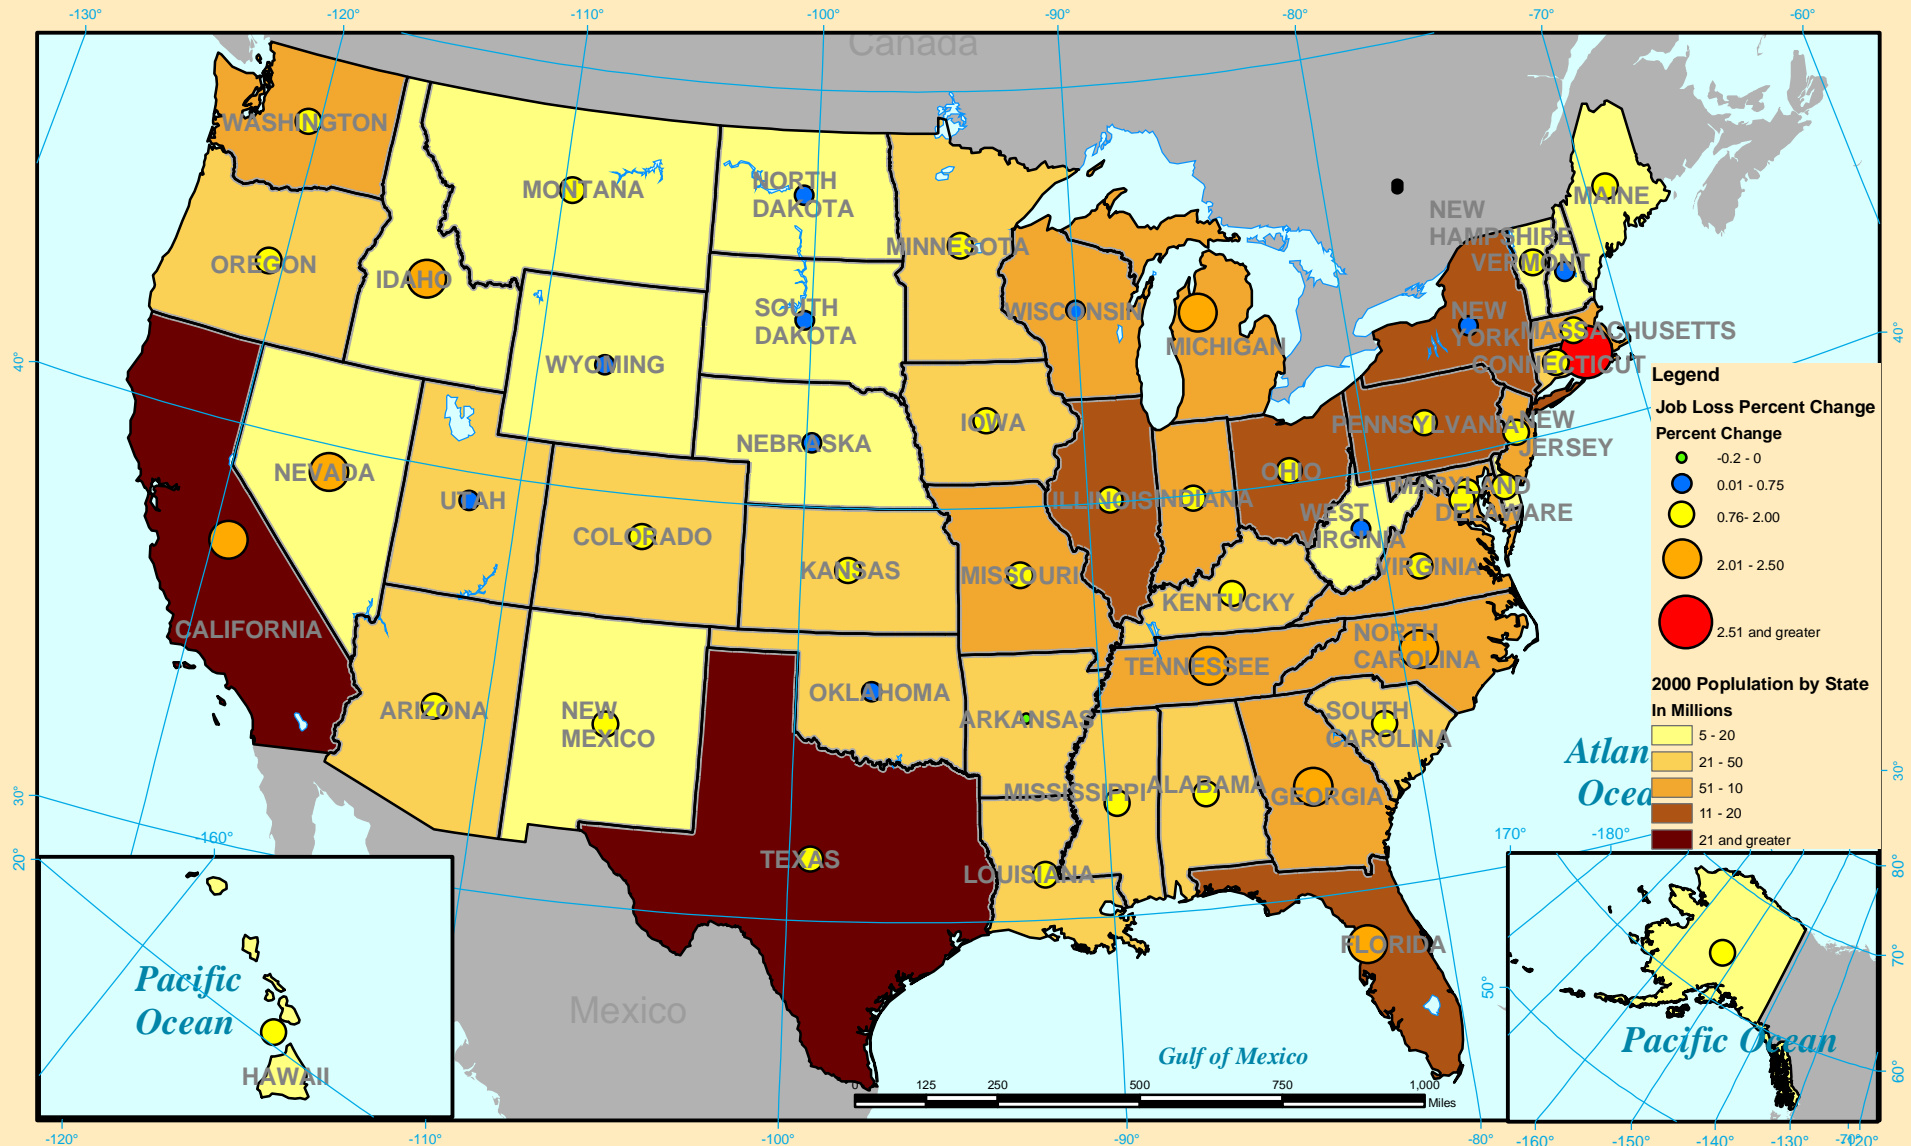 -130°
-120°
-110°
-100°
-90°
-80°
-70°
-60°
Canada
WASHINGTON
MONTANA
NORTH
DAKOTA
MINNESOTA
MAINE
NEW
HAMPSHIRE
VERMONT
OREGON
IDAHO
SOUTH
DAKOTA
WISCONSIN
MICHIGAN
NEW
YORK
MASSACHUSETTS
CONNECTICUT
40°
40°
WYOMING
NEBRASKA
IOWA
PENNSYLVANIA
NEW
JERSEY
NEVADA
UTAH
COLORADO
KANSAS
MISSOURI
ILLINOIS
INDIANA
OHIO
WEST
VIRGINIA
MARYLAND
DELAWARE
VIRGINIA
KENTUCKY
CALIFORNIA
ARIZONA
NEW
MEXICO
OKLAHOMA
ARKANSAS
TENNESSEE
NORTH
CAROLINA
SOUTH
CAROLINA
TEXAS
LOUISIANA
MISSISSIPPI
ALABAMA
GEORGIA
FLORIDA
Legend
Job Loss Percent Change
Percent Change
-0.2 - 0
0.01 - 0.75
0.76- 2.00
2.01 - 2.50
2.51 and greater
2000 Poplulation by State
In Millions
5 - 20
21 - 50
51 - 10
11 - 20
21 and greater
Atlan
Ocea
30°
30°
20°
-160°
Pacific
Ocean
HAWAII
Mexico
Gulf of Mexico
0 125 250 500 750 1,000
Miles
170°
-180°
80°
70°
50°
60°
Pacific Ocean
-120°
-110°
-100°
-90°
-80°
-160°
-150°
-140°
-130°
-70°
-120°